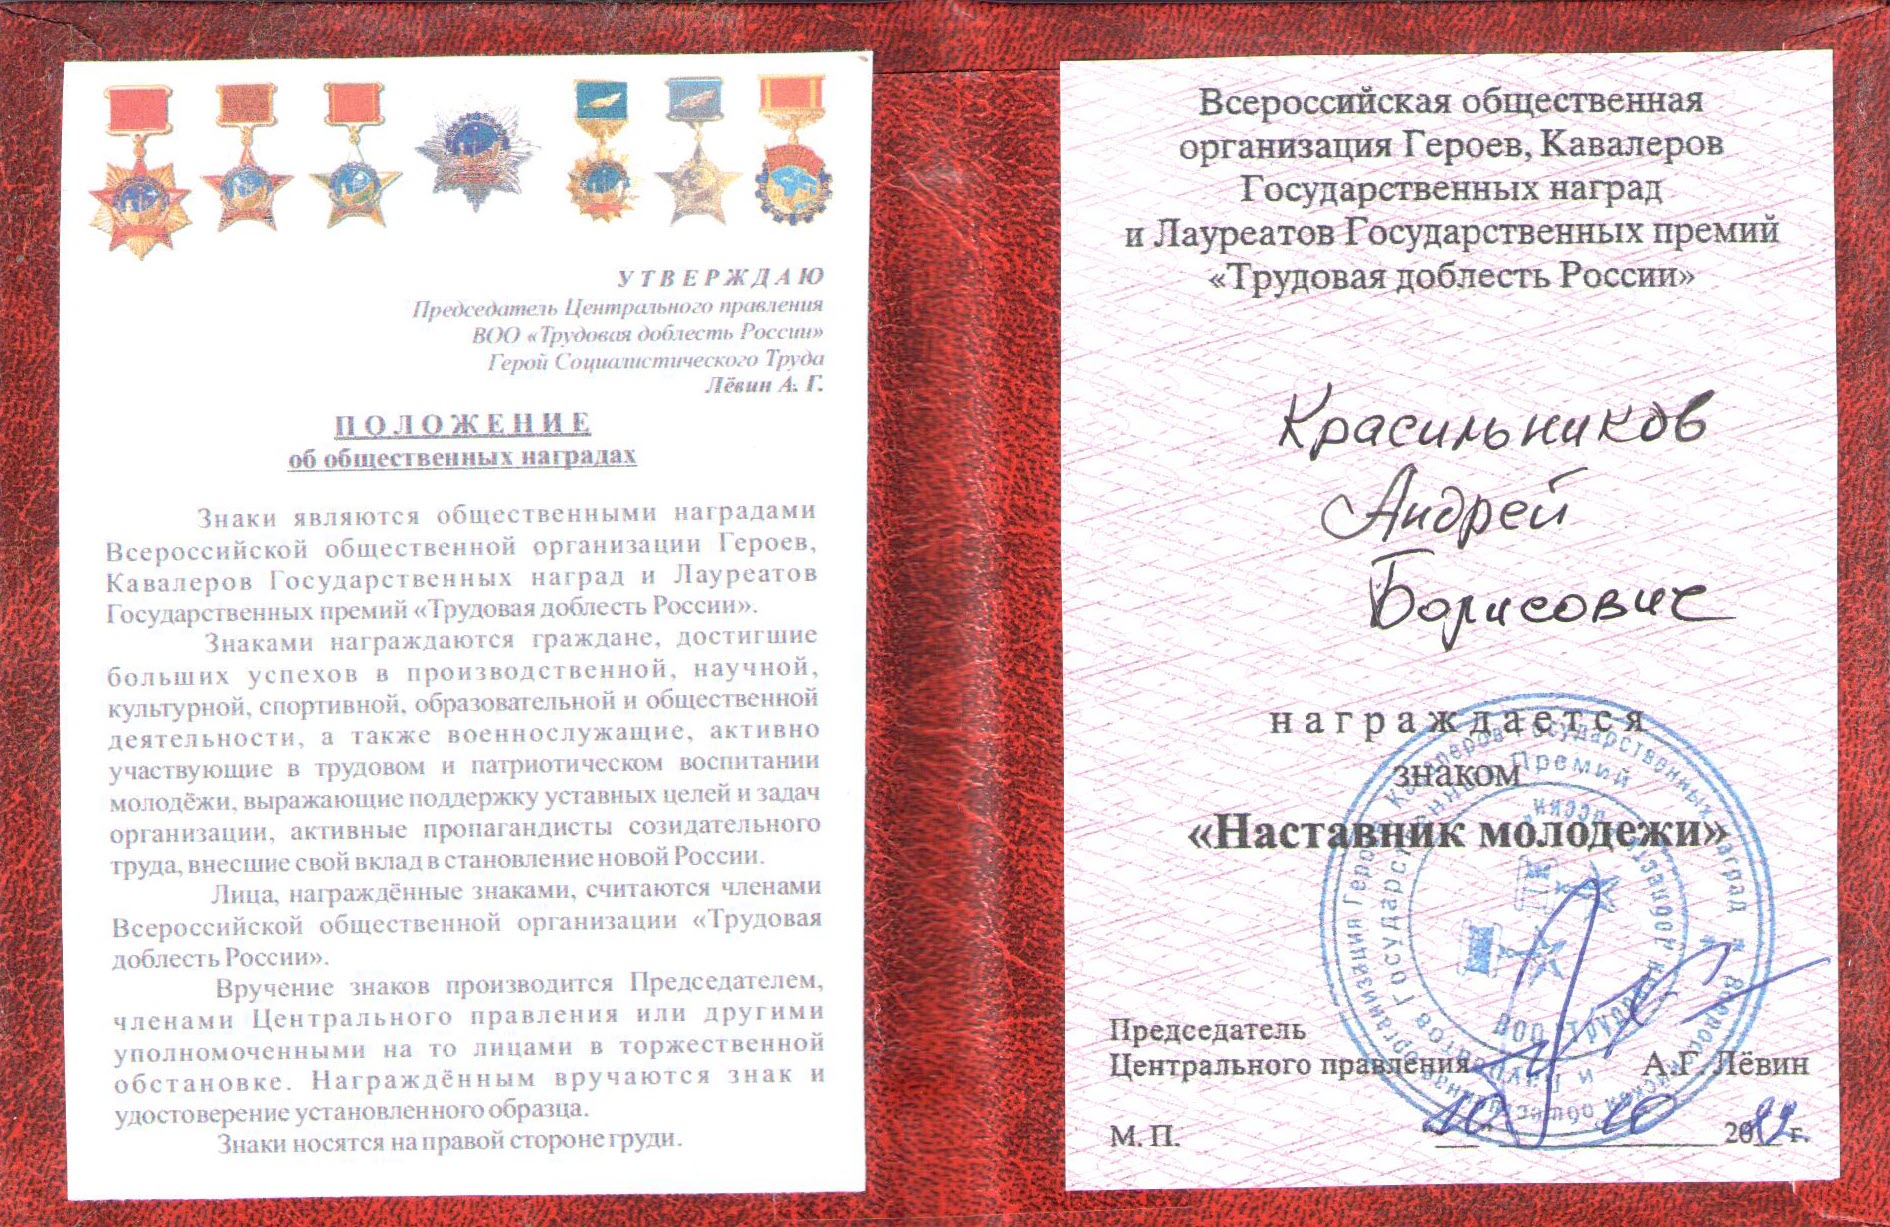 УТВЕРЖДАЮ
Председатель Центрального правления
ВОО «Трудовая доблесть России»
Герой Социалистического Труда
Лёвин А. Г.
ПОЛОЖЕНИЕ
об общественных наградах
Знаки являются общественными наградами
Всероссийской общественной организации Героев,
Кавалеров Государственных наград и Лауреатов
Государственных премий «Трудовая доблесть России».
Знаками награждаются граждане, достигшие
больших успехов в производственной, научной,
культурной, спортивной, образовательной и общественной
деятельности, а также военнослужащие, активно
участвующие в трудовом и патриотическом воспитании
молодёжи, выражающие поддержку уставных целей и задач
организации, активные пропагандисты созидательного
труда, внесшие свой вклад в становление новой России.
Лица, награждённые знаками, считаются членами
Всероссийской общественной организации «Трудовая
доблесть России».
Вручение знаков производится Председателем,
членами Центрального правления или другими
уполномоченными на то лицами в торжественной
обстановке. Награждённым вручаются знак и
удостоверение установленного образца.
Знаки носятся на правой стороне груди.
Всероссийская общественная
организация Героев, Кавалеров
Государственных наград
и Лауреатов Государственных премий
«Трудовая доблесть России»
Красильников
Андрей
Борисович
награждается
знаком
«Наставник молодежи»
Председатель
Центрального правления
А.Г. Лёвин
М. П.
10 10 20 г.